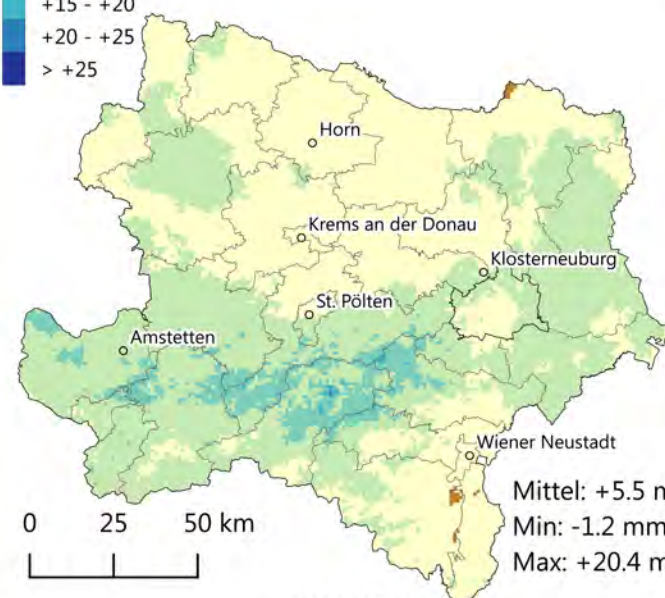 +15 - +20
+20 - +25
> +25
Horn
Krems an der Donau
Klosterneuburg
St. Pölten
Amstetten
Wiener Neustadt
Mittel: +5.5 m
Min: -1.2 mm
Max: +20.4 m
0 25 50 km